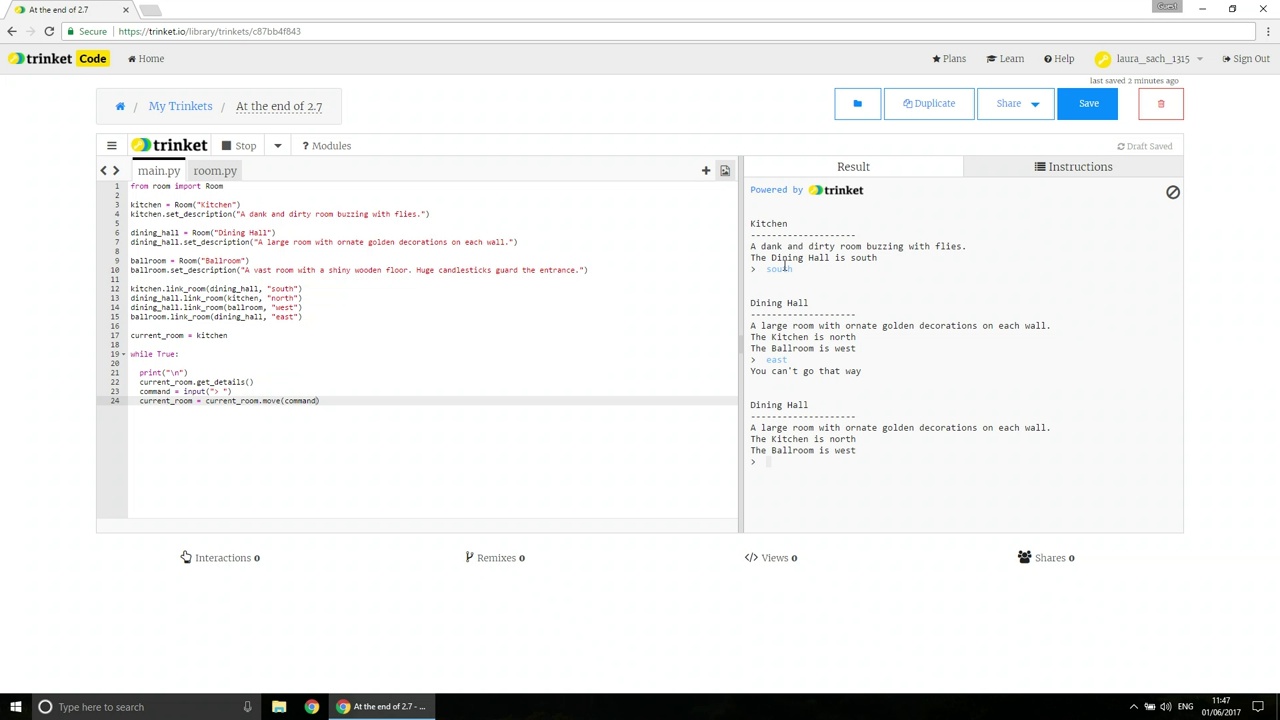 At the end of 2.7
Guest
Secure https://trinket.io/library/trinkets/c87bb4f843
trinket Code Home Plans Learn Help laura_sach_1315 Sign Out
last saved 2 minutes ago
/ My Trinkets / At the end of 2.7 Duplicate Share Save
trinket Stop ? Modules Draft Saved
main.py room.py
1 from room import Room
2
3 kitchen = Room("Kitchen")
4 kitchen.set_description("A dank and dirty room buzzing with flies.")
5
6 dining_hall = Room("Dining Hall")
7 dining_hall.set_description("A large room with ornate golden decorations on each wall.")
8
9 ballroom = Room("Ballroom")
10 ballroom.set_description("A vast room with a shiny wooden floor. Huge candlesticks guard the entrance.")
11
12 kitchen.link_room(dining_hall, "south")
13 dining_hall.link_room(kitchen, "north")
14 dining_hall.link_room(ballroom, "west")
15 ballroom.link_room(dining_hall, "east")
16
17 current_room = kitchen
18
19 while True:
20
21 print("\n")
22 current_room.get_details()
23 command = input("> ")
24 current_room = current_room.move(command)
Result Instructions
Powered by trinket
Kitchen
--------------------
A dank and dirty room buzzing with flies.
The Dining Hall is south
> south
Dining Hall
--------------------
A large room with ornate golden decorations on each wall.
The Kitchen is north
The Ballroom is west
> east
You can't go that way
Dining Hall
--------------------
A large room with ornate golden decorations on each wall.
The Kitchen is north
The Ballroom is west
>
Interactions 0 Remixes 0 Views 0 Shares 0
Type here to search At the end of 2.7 - ... ENG 11:47
01/06/2017